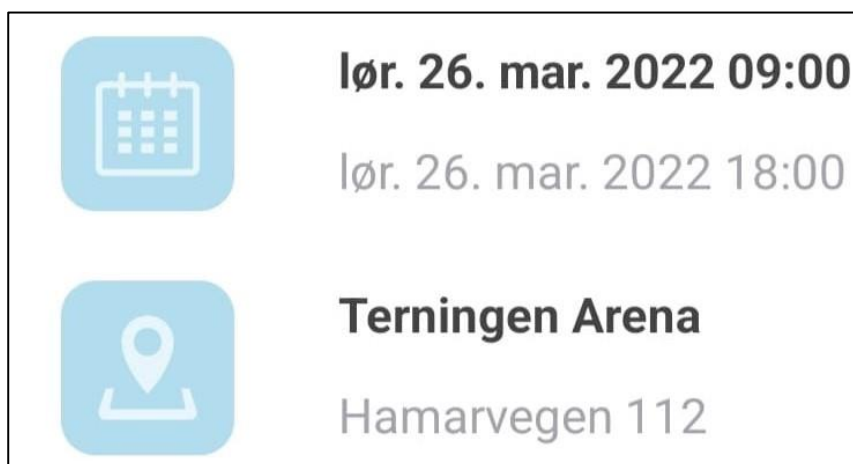 lør. 26. mar. 2022 09:00
lør. 26. mar. 2022 18:00
Terningen Arena
Hamarvegen 112